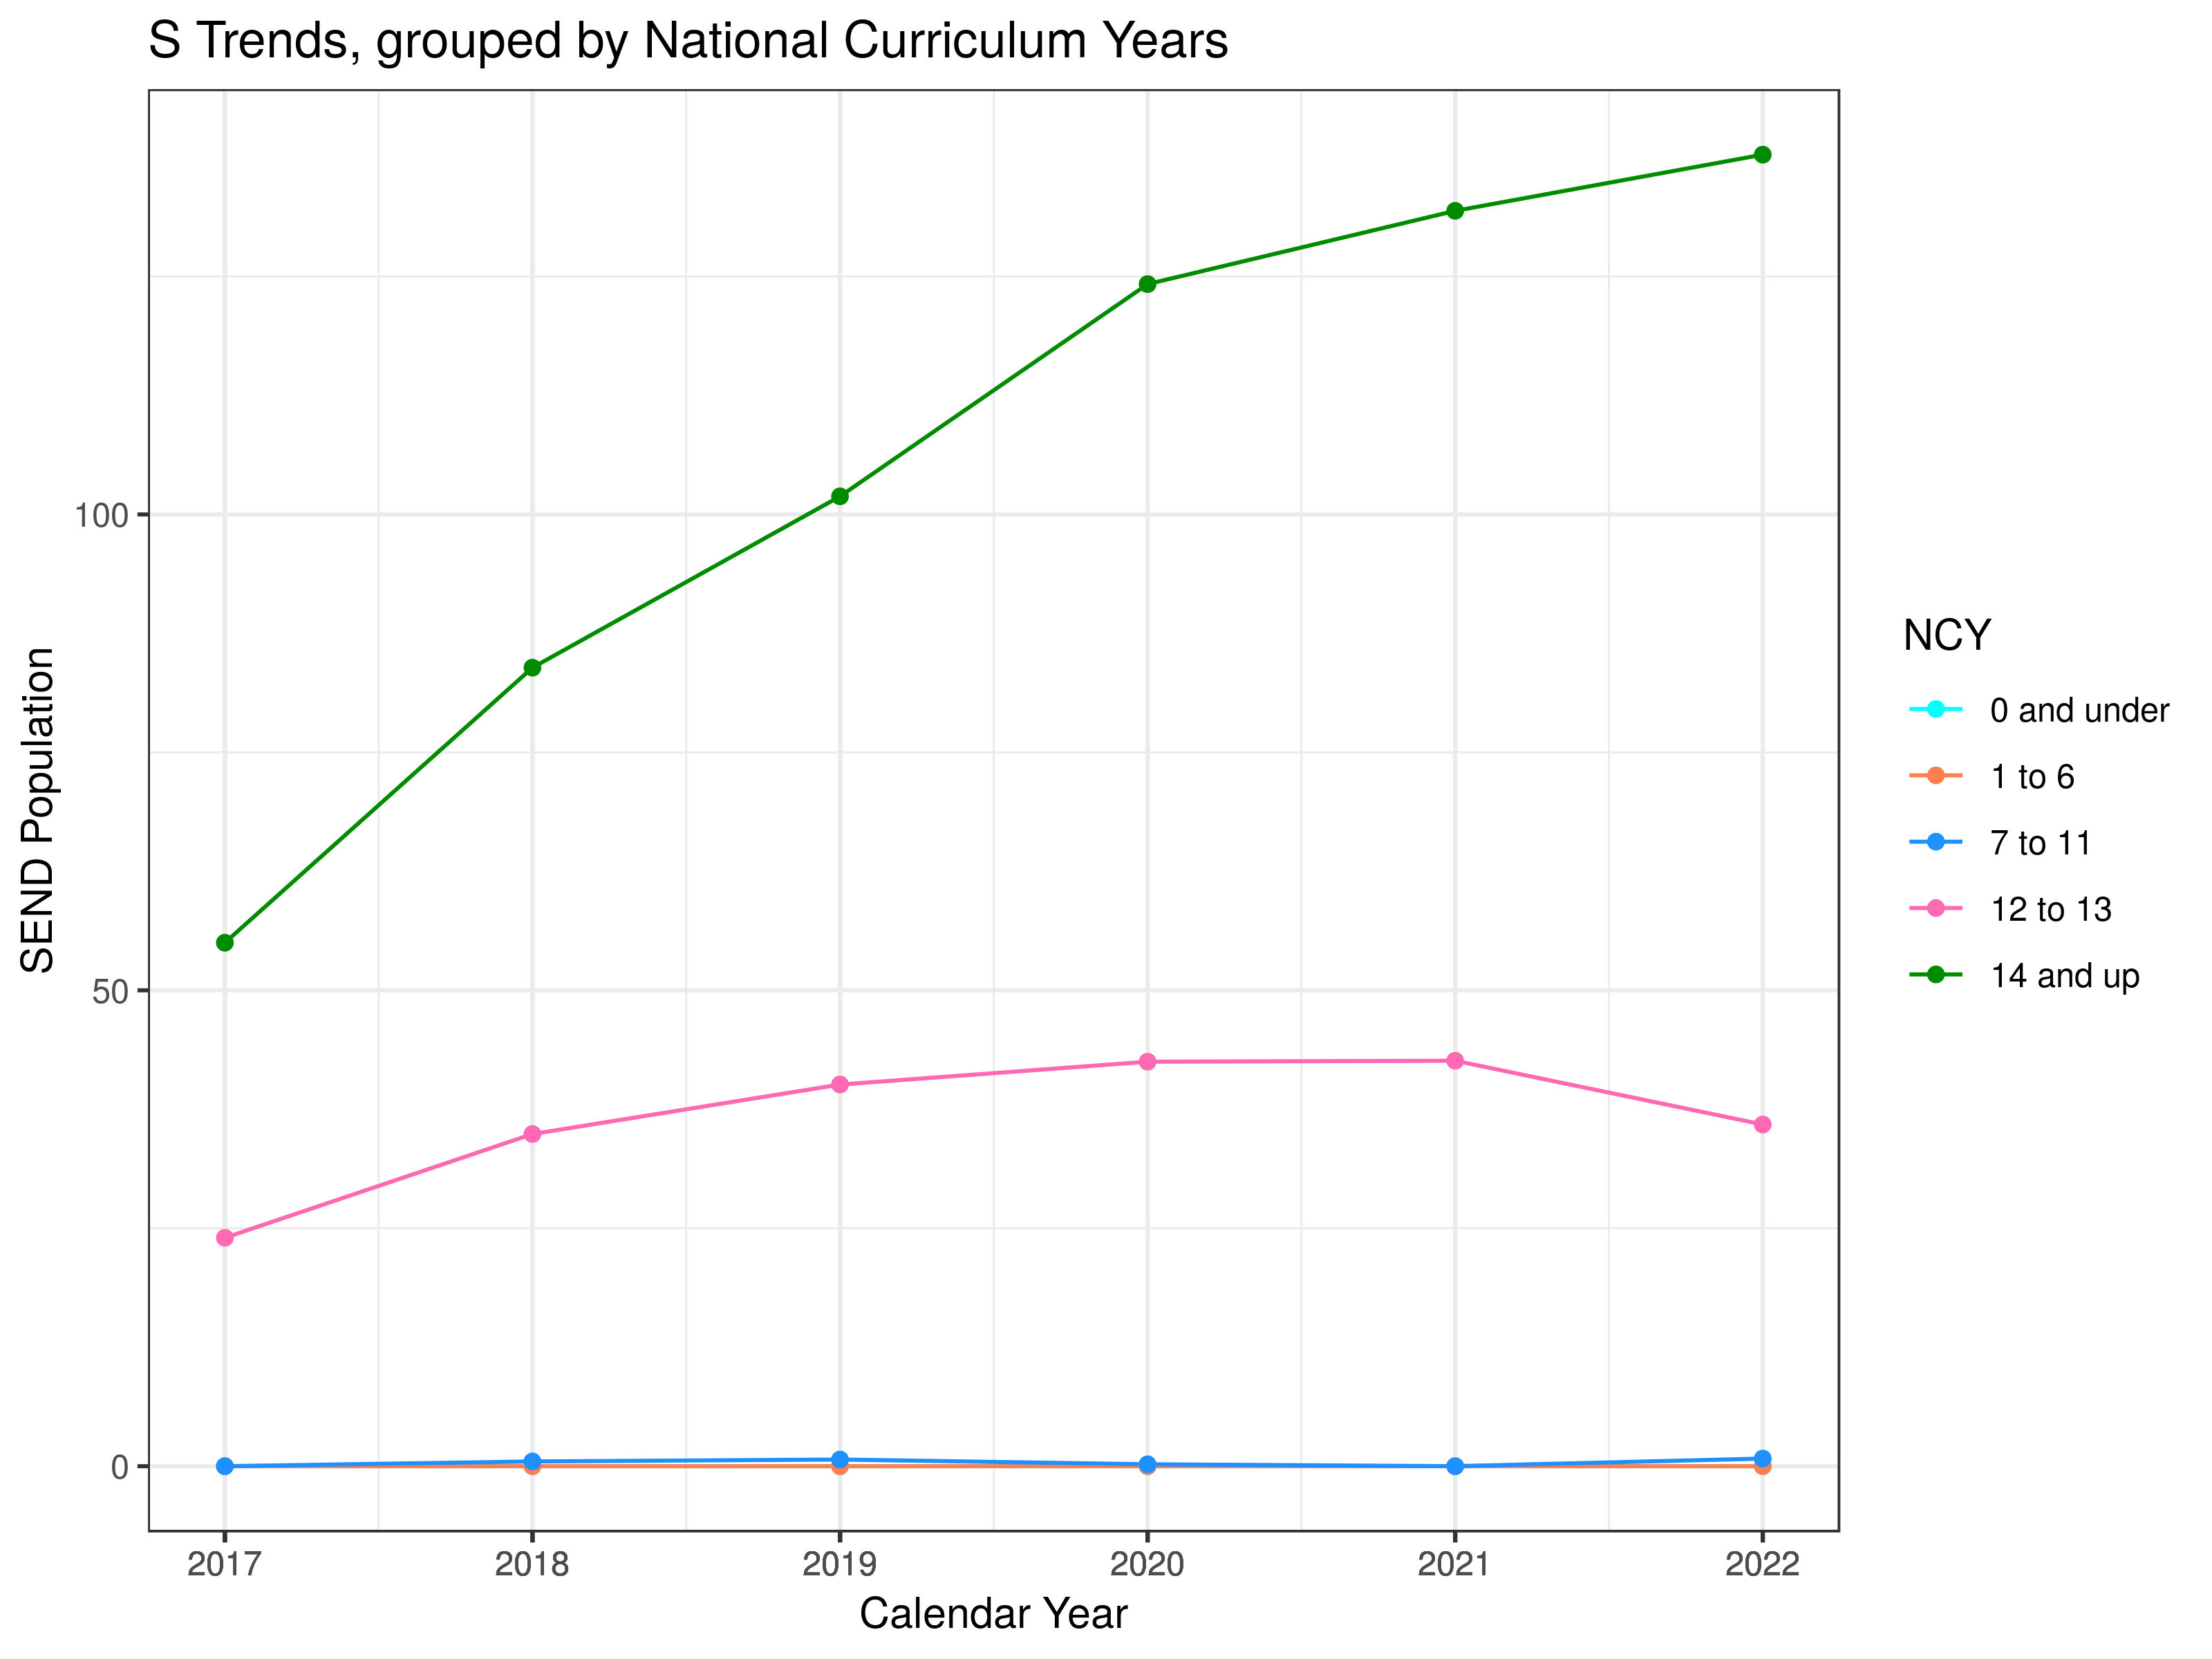 S Trends, grouped by National Curriculum Years
SEND Population
100
50
0
2017 2018 2019 2020 2021 2022
Calendar Year
NCY
0 and under
1 to 6
7 to 11
12 to 13
14 and up